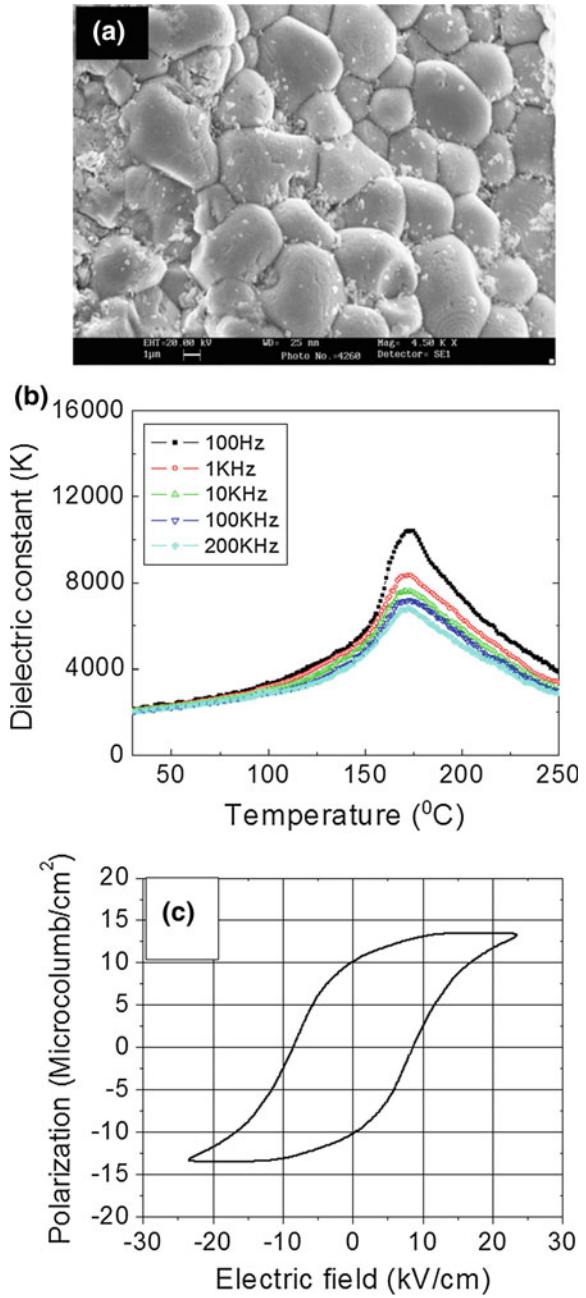 (a)
EHT=20.00 kV WD= 25 mm Mag= 4.50 K X
1µm Photo No.=4260 Detector= SE1
(b)
16000
12000
8000
4000
0
100Hz
1KHz
10KHz
100KHz
200KHz
Dielectric constant (K)
50 100 150 200 250
Temperature (⁰C)
(c)
20
15
10
5
0
-5
-10
-15
-20
Polarization (Microcolumb/cm²)
-30 -20 -10 0 10 20 30
Electric field (kV/cm)